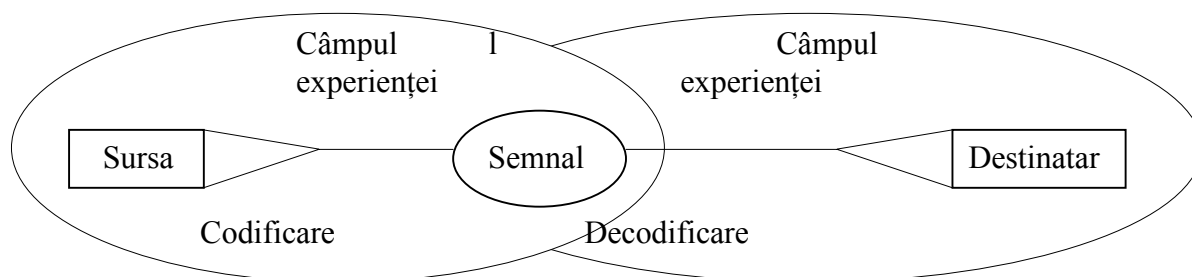 Câmpul l Câmpul
experienței experienței
Sursa Semnal Destinatar
Codificare Decodificare